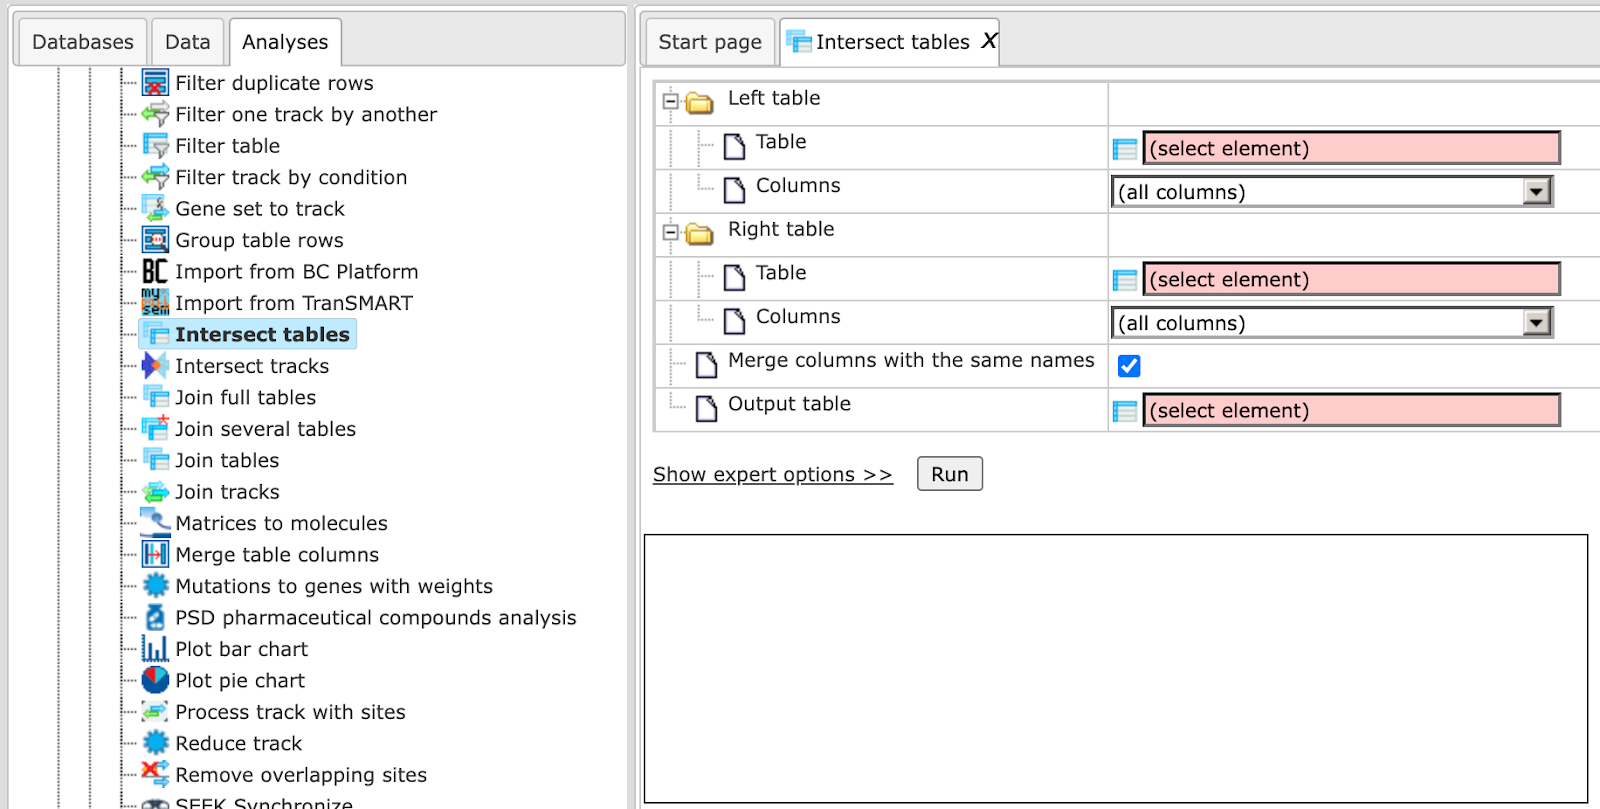 Databases
Data
Analyses
Filter duplicate rows
Filter one track by another
Filter table
Filter track by condition
Gene set to track
Group table rows
BC Import from BC Platform
Import from TranSMART
Intersect tables
Intersect tracks
Join full tables
Join several tables
Join tables
Join tracks
Matrices to molecules
Merge table columns
Mutations to genes with weights
PSD pharmaceutical compounds analysis
Plot bar chart
Plot pie chart
Process track with sites
Reduce track
Remove overlapping sites
SEEK Synchronize
Start page
Intersect tables X
Left table
Table (select element)
Columns (all columns)
Right table
Table (select element)
Columns (all columns)
Merge columns with the same names
Output table (select element)
Show expert options >> Run